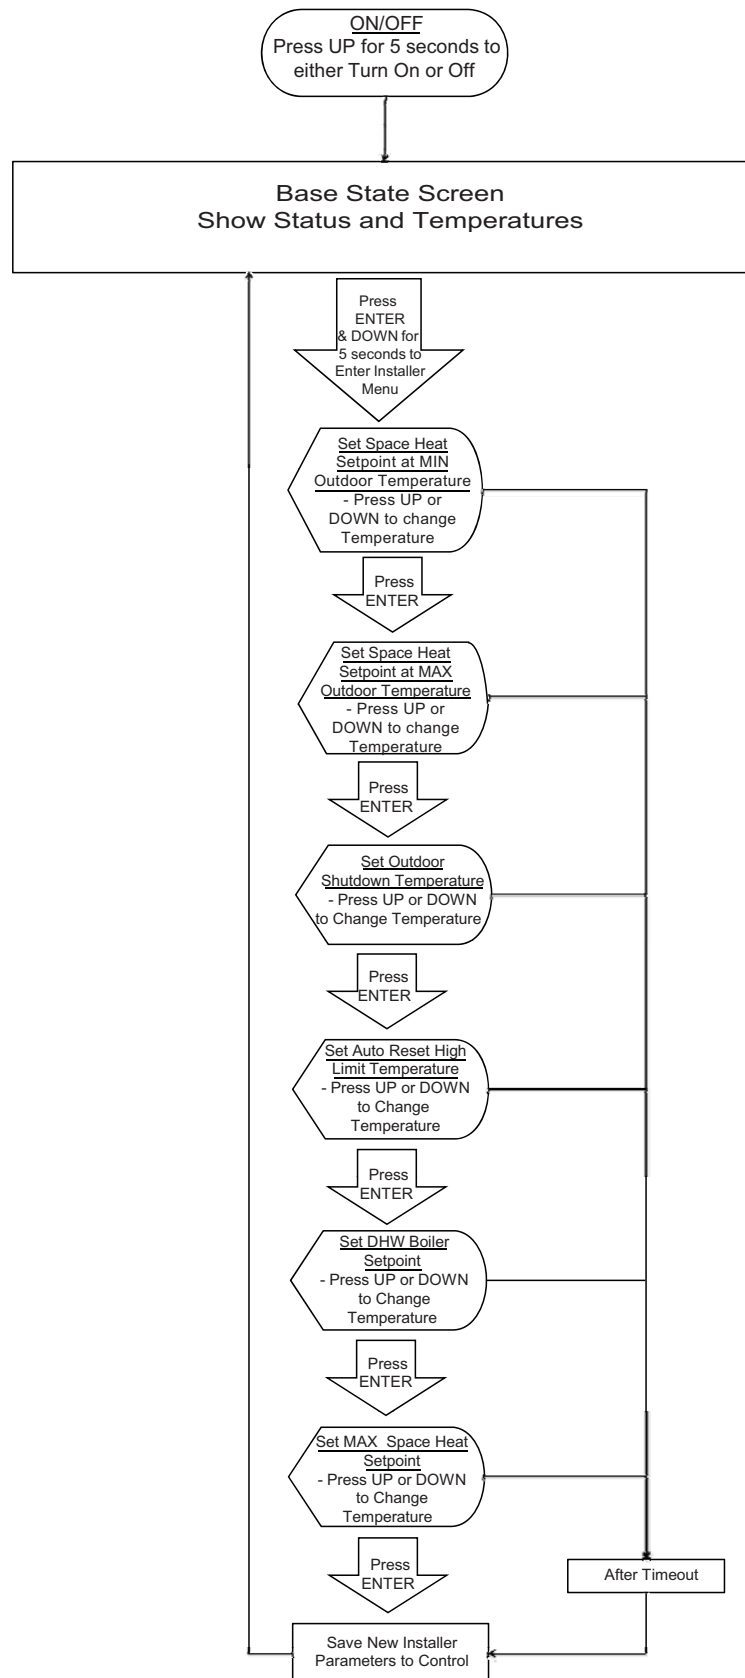 ON/OFF
Press UP for 5 seconds to
either Turn On or Off
Base State Screen
Show Status and Temperatures
Press
ENTER
& DOWN for
5 seconds to
Enter Installer
Menu
Set Space Heat
Setpoint at MIN
Outdoor Temperature
- Press UP or
DOWN to change
Temperature
Press
ENTER
Set Space Heat
Setpoint at MAX
Outdoor Temperature
- Press UP or
DOWN to change
Temperature
Press
ENTER
Set Outdoor
Shutdown Temperature
- Press UP or DOWN
to Change Temperature
Press
ENTER
Set Auto Reset High
Limit Temperature
- Press UP or DOWN
to Change
Temperature
Press
ENTER
Set DHW Boiler
Setpoint
- Press UP or DOWN
to Change
Temperature
Press
ENTER
Set MAX Space Heat
Setpoint
- Press UP or DOWN
to Change
Temperature
Press
ENTER
After Timeout
Save New Installer
Parameters to Control